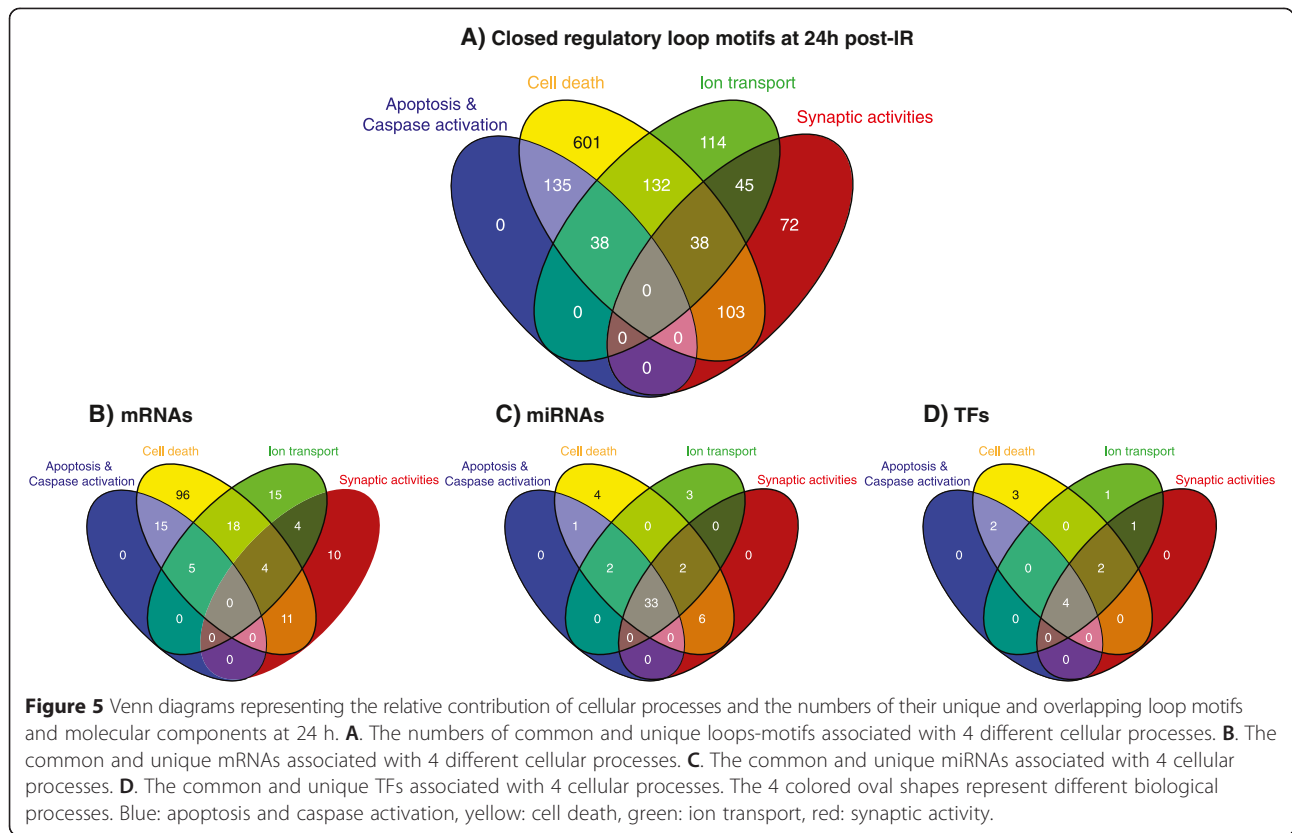 A) Closed regulatory loop motifs at 24h post-IR
Cell death
Ion transport
Apoptosis &
Caspase activation
Synaptic activities
601
114
135
132
45
0
72
38
38
0
0
103
0
0
0
B) mRNAs
Cell death
Ion transport
Apoptosis &
Caspase activation
Synaptic activities
96
15
15
18
4
0
10
5
4
0
0
11
0
0
0
C) miRNAs
Cell death
Ion transport
Apoptosis &
Caspase activation
Synaptic activities
4
3
1
0
0
0
0
2
2
33
0
6
0
0
0
D) TFs
Cell death
Ion transport
Apoptosis &
Caspase activation
Synaptic activities
3
1
2
0
1
0
0
0
2
4
0
0
0
0
0
Figure 5 Venn diagrams representing the relative contribution of cellular processes and the numbers of their unique and overlapping loop motifs
and molecular components at 24 h. A. The numbers of common and unique loops-motifs associated with 4 different cellular processes. B. The
common and unique mRNAs associated with 4 different cellular processes. C. The common and unique miRNAs associated with 4 cellular
processes. D. The common and unique TFs associated with 4 cellular processes. The 4 colored oval shapes represent different biological
processes. Blue: apoptosis and caspase activation, yellow: cell death, green: ion transport, red: synaptic activity.